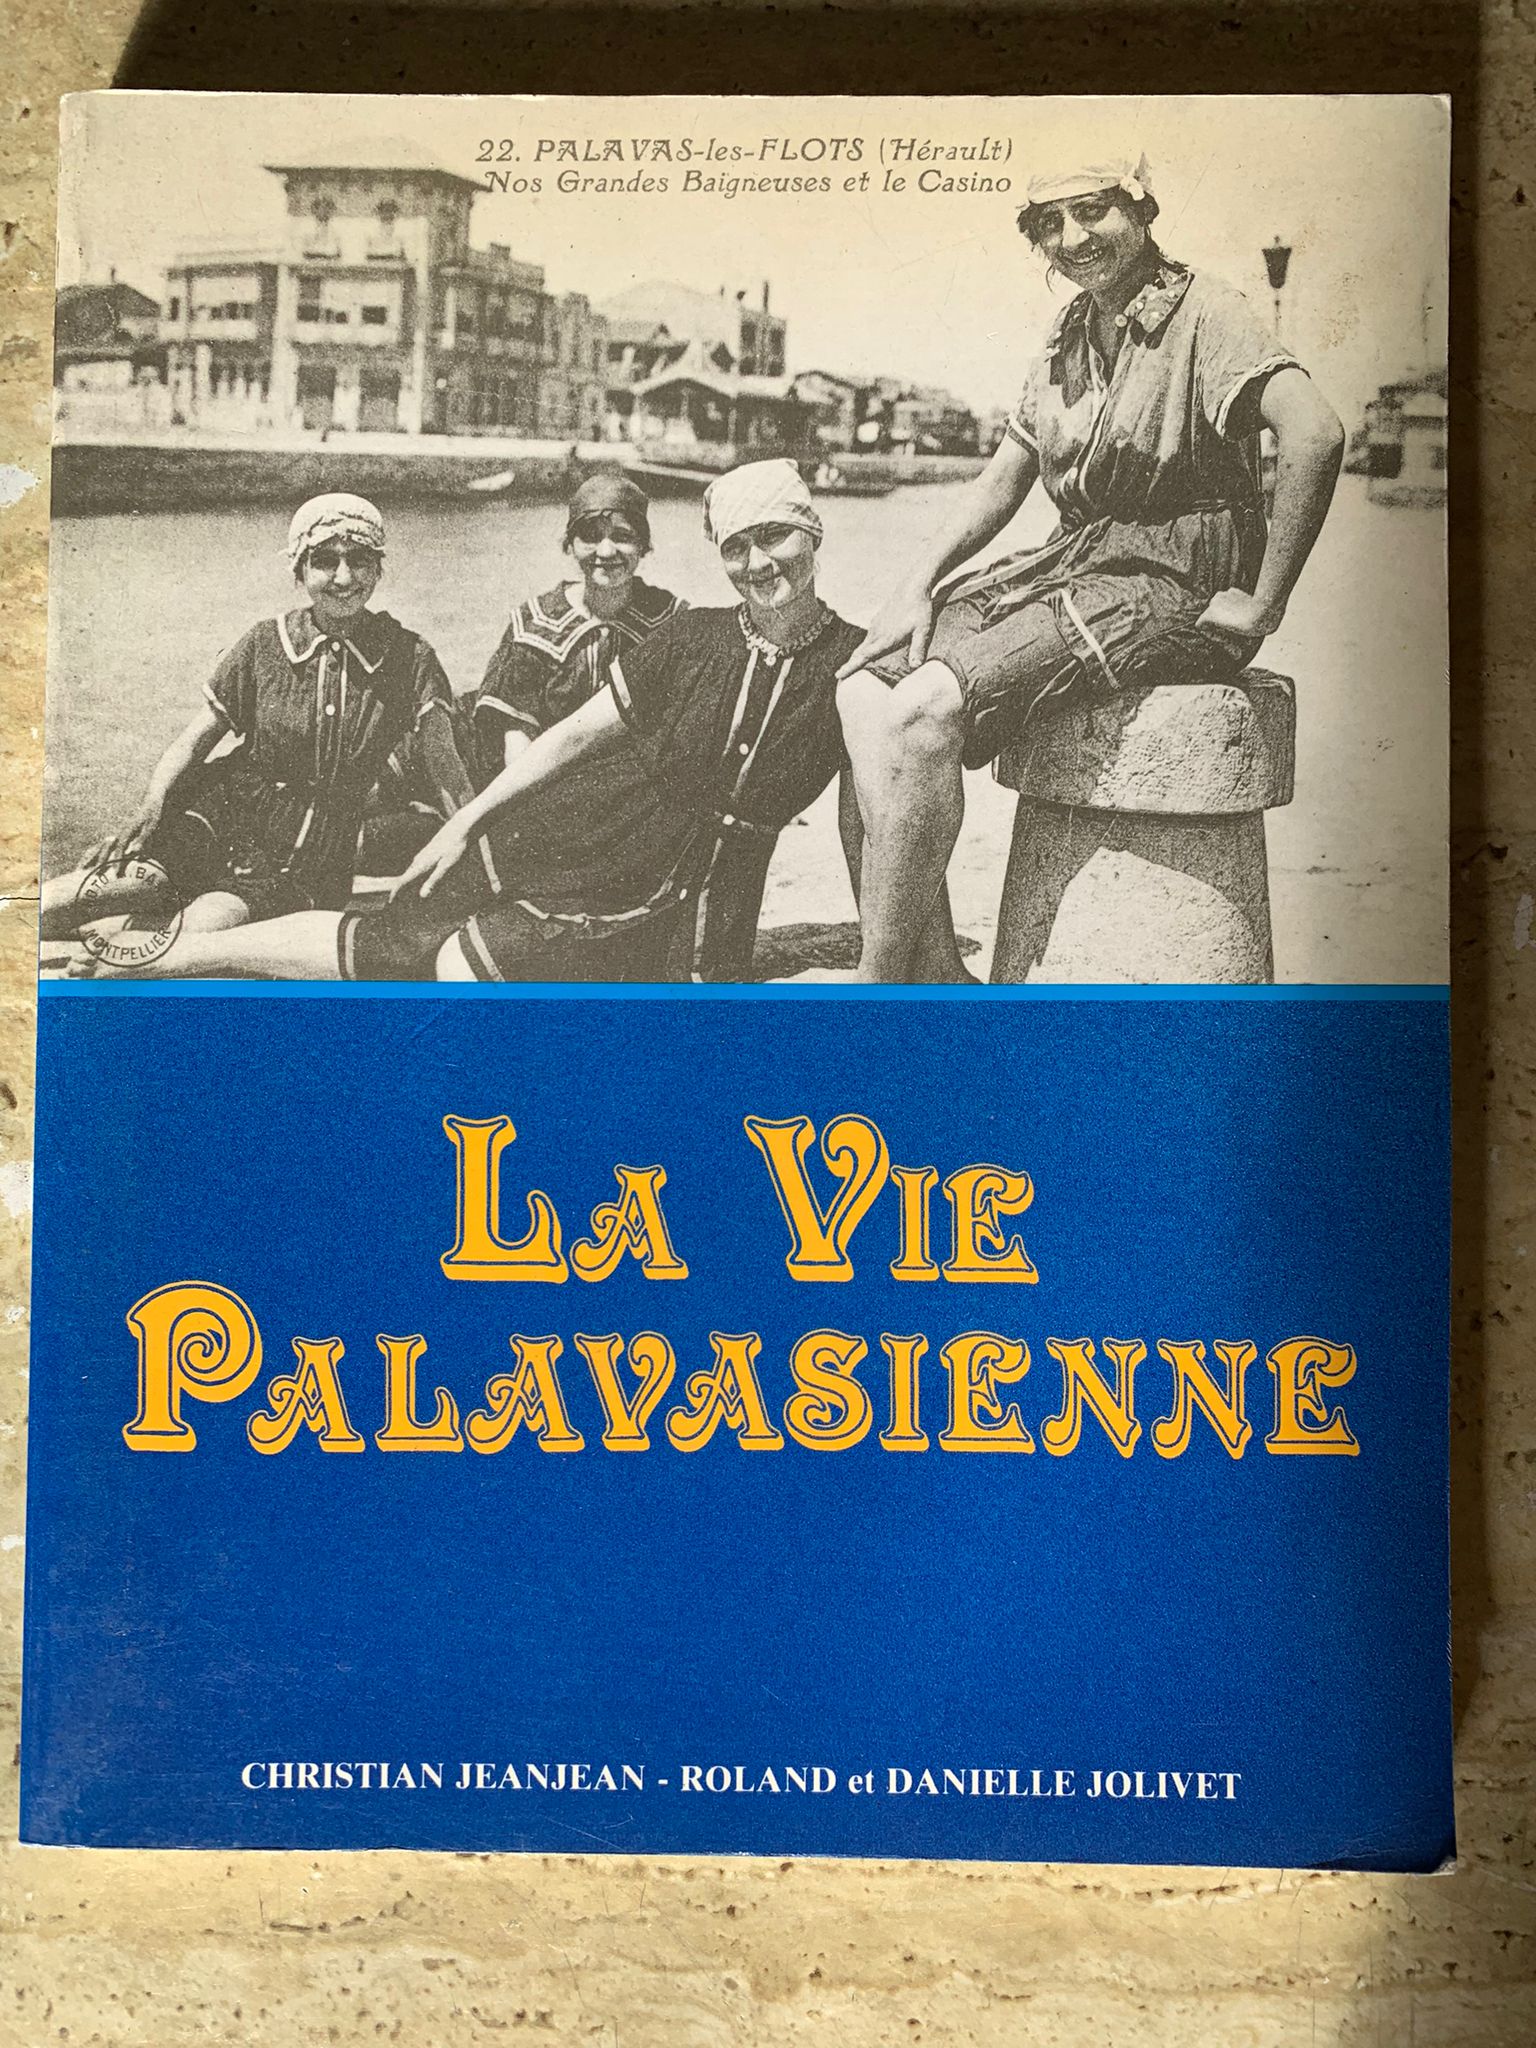 22. PALAVAS-les-FLOTS (Hérault)
Nos Grandes Baigneuses et le Casino
MONTPELLIER
LA VIE
PALAVASIENNE
CHRISTIAN JEANJEAN - ROLAND et DANIELLE JOLIVET